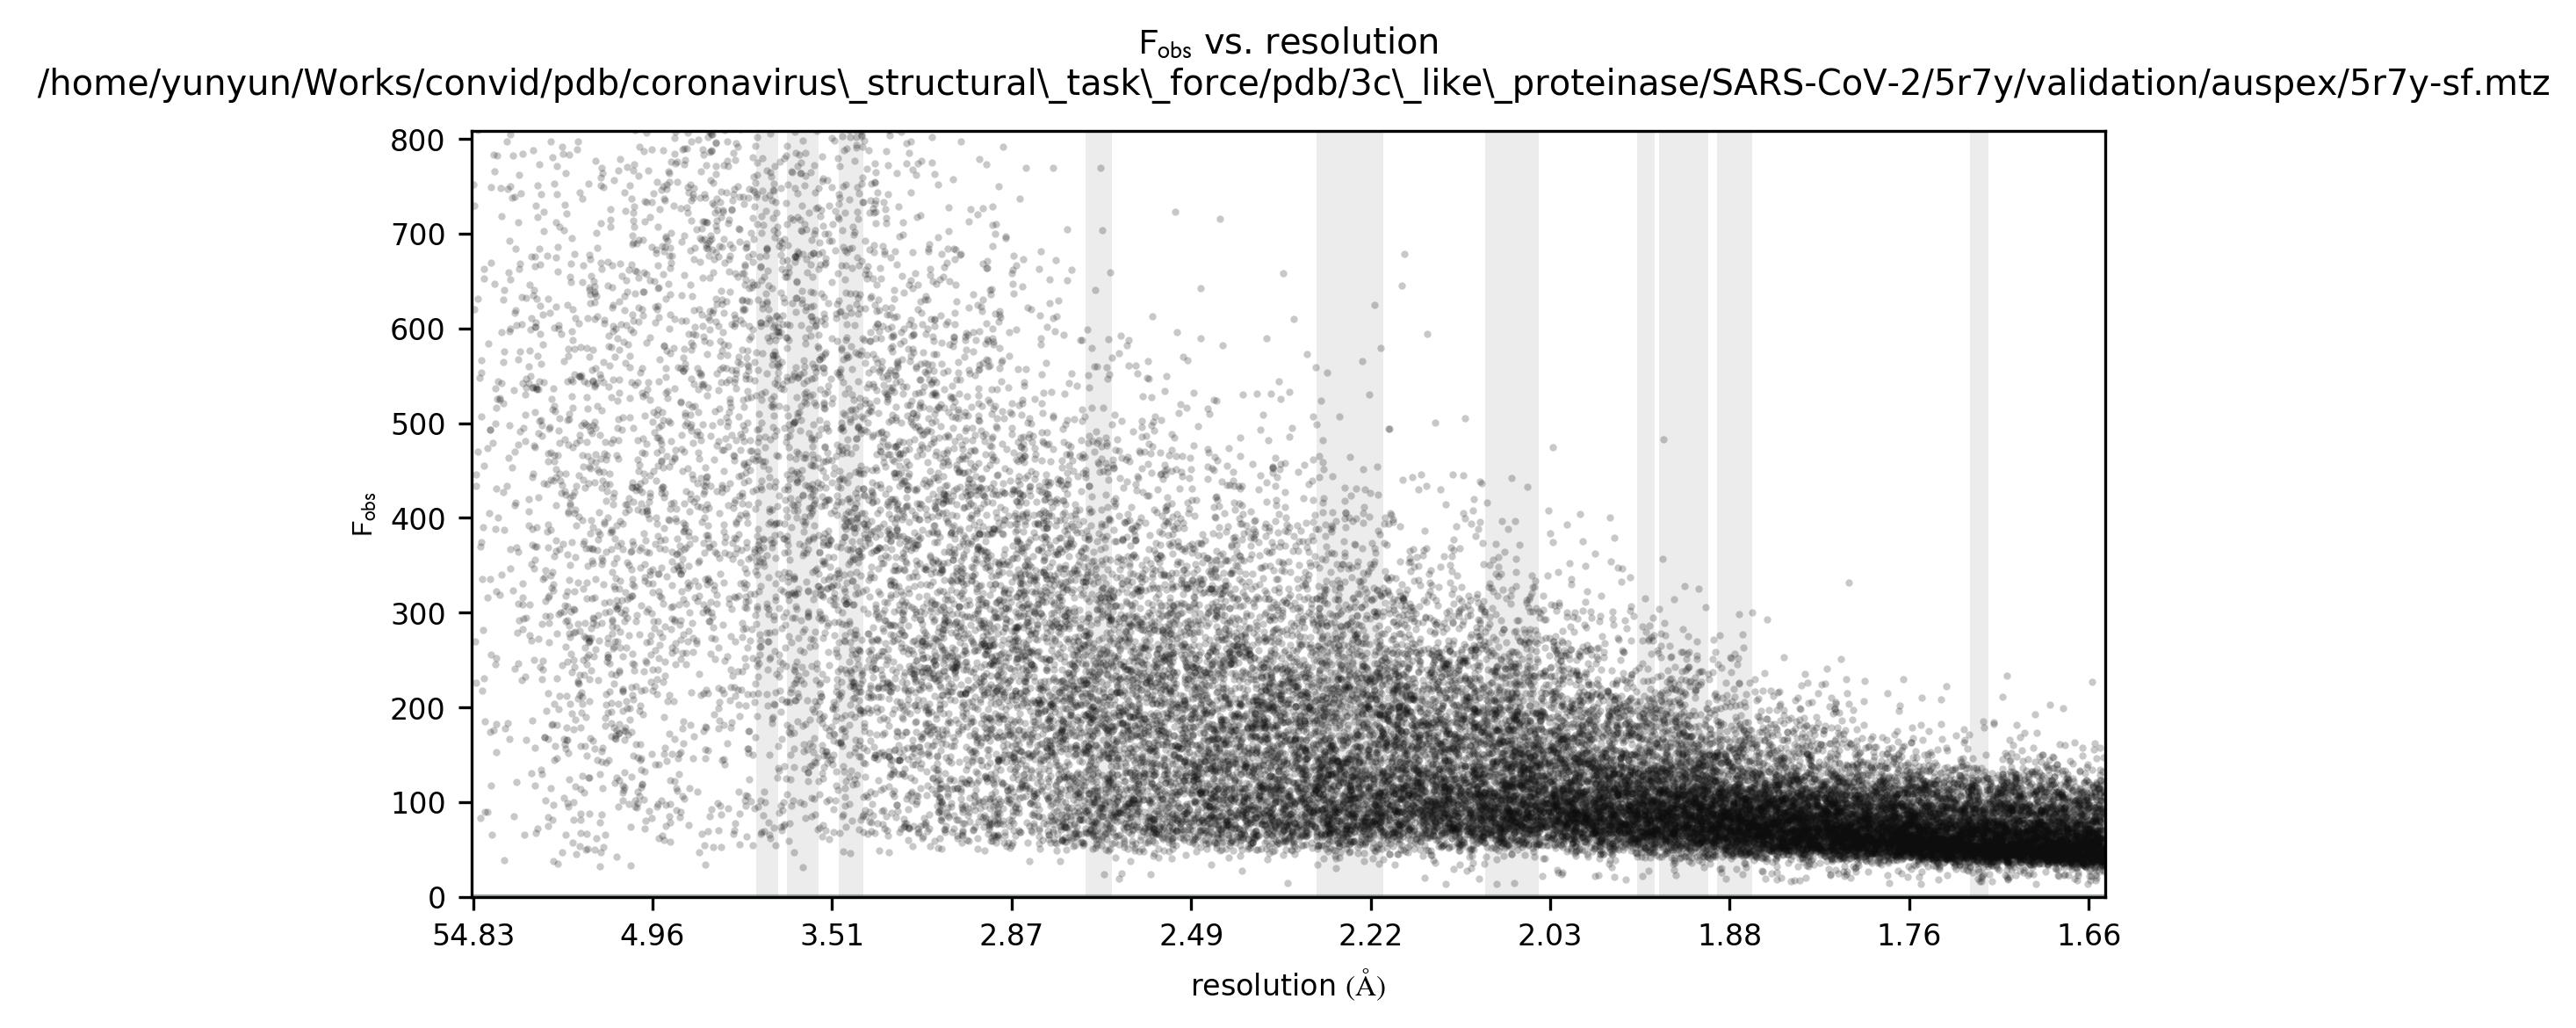 F_obs vs. resolution
/home/yunyun/Works/convid/pdb/coronavirus\_structural\_task\_force/pdb/3c\_like\_proteinase/SARS-CoV-2/5r7y/validation/auspex/5r7y-sf.mtz
800
700
600
500
400
300
200
100
0
F_obs
54.83 4.96 3.51 2.87 2.49 2.22 2.03 1.88 1.76 1.66
resolution (Å)